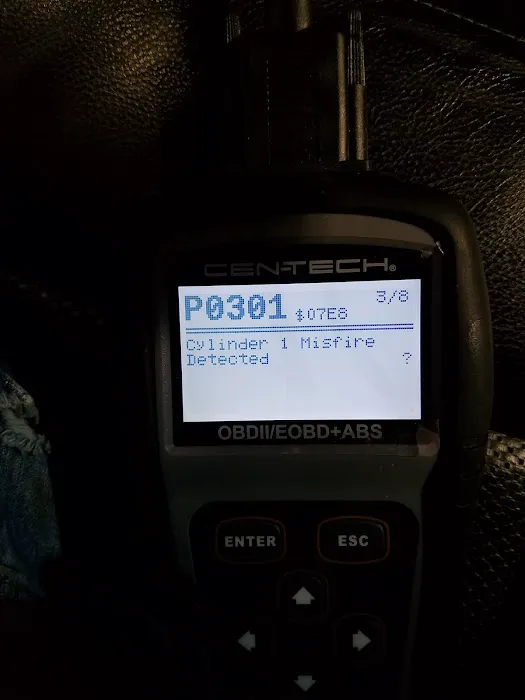 CEN-TECH®
P0301 $07E8 3/8
Cylinder 1 Misfire
Detected ?
OBDII/EOBD+ABS
ENTER ESC